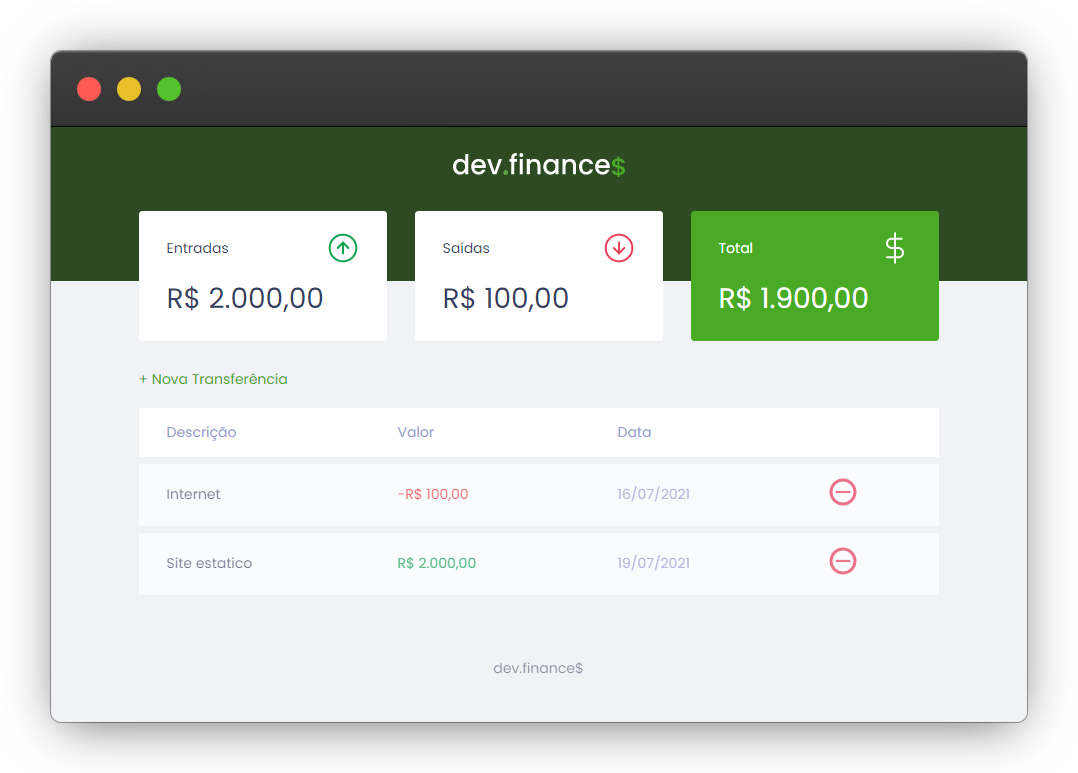 dev.finance$
Entradas
R$ 2.000,00
Saídas
R$ 100,00
Total
$
R$ 1.900,00
+ Nova Transferência
Descrição Valor Data
Internet -R$ 100,00 16/07/2021
Site estatico R$ 2.000,00 19/07/2021
dev.finance$